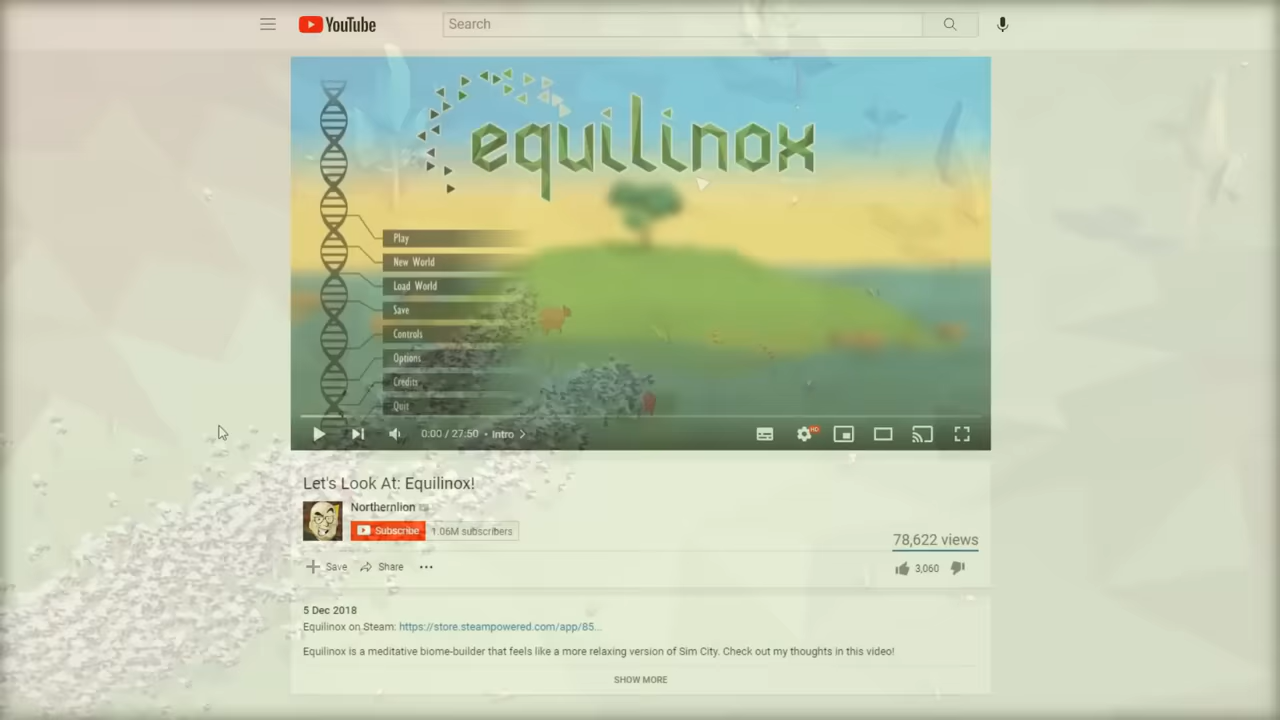 YouTube
Search
equilinox
Play
New World
Load World
Save
Controls
Options
Credits
Quit
0:00 / 27:50 • Intro
HD
Let's Look At: Equilinox!
Northernlion
Subscribe 1.06M subscribers
78,622 views
Save Share
3,060
5 Dec 2018
Equilinox on Steam: https://store.steampowered.com/app/85...
Equilinox is a meditative biome-builder that feels like a more relaxing version of Sim City. Check out my thoughts in this video!
SHOW MORE